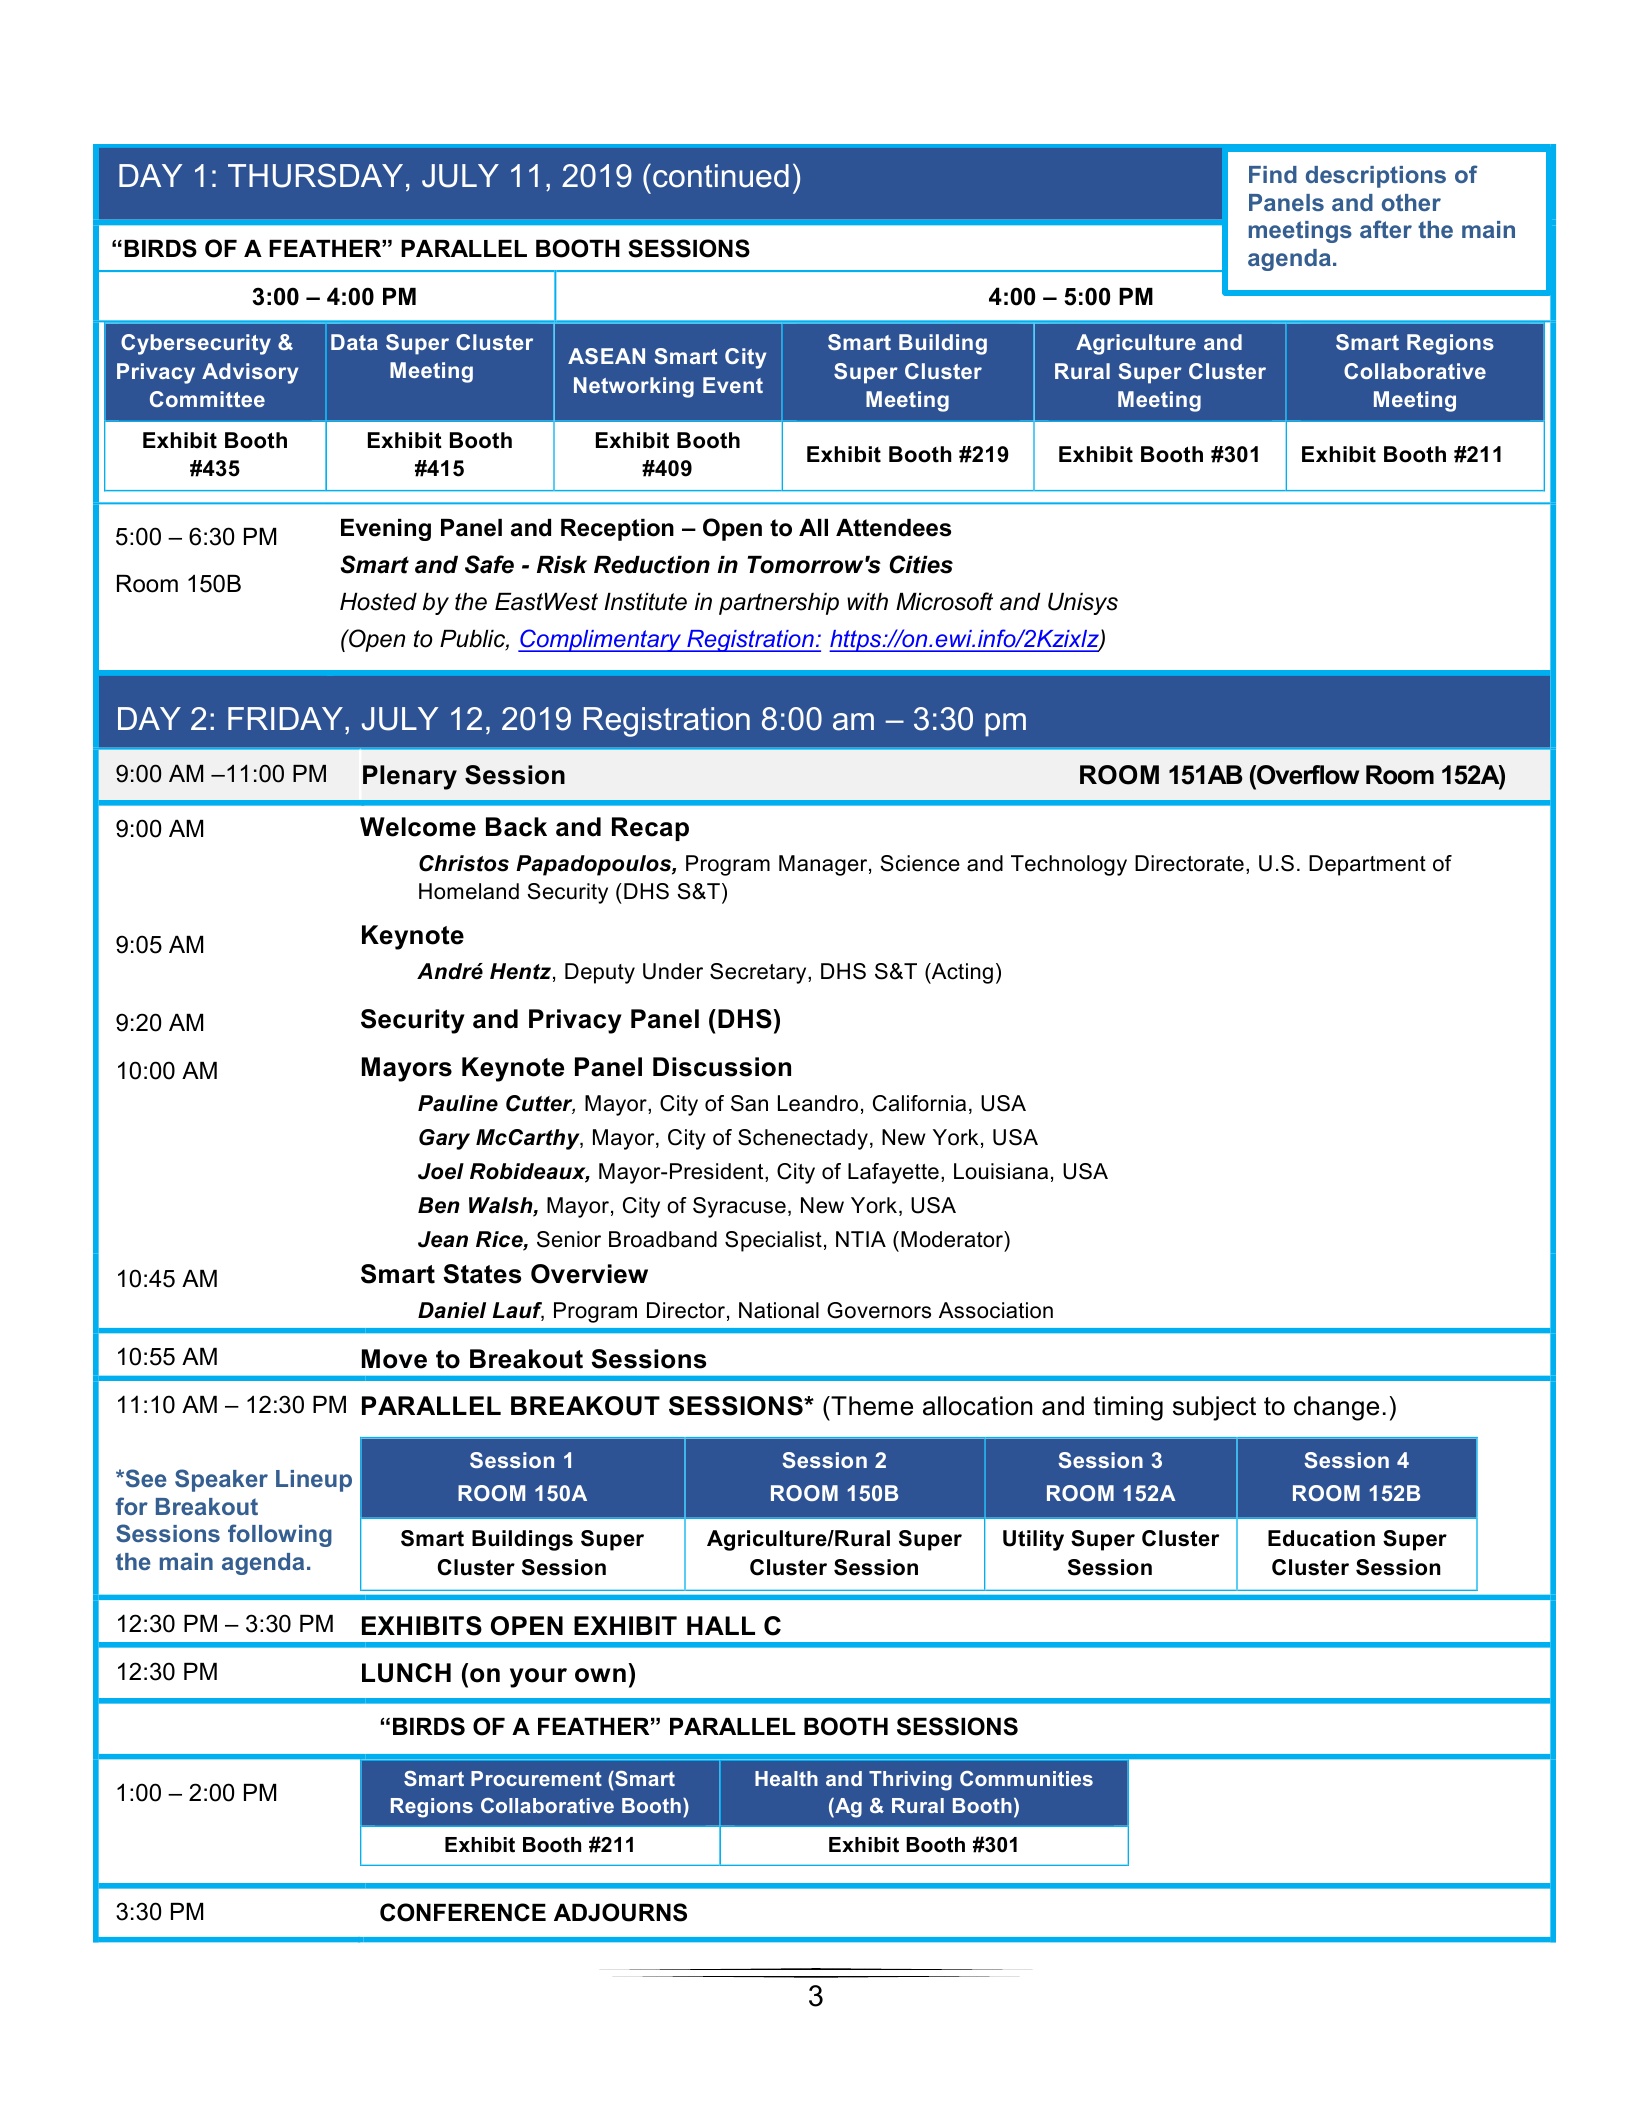 DAY 1: THURSDAY, JULY 11, 2019 (continued)
Find descriptions of
Panels and other
meetings after the main
agenda.
“BIRDS OF A FEATHER” PARALLEL BOOTH SESSIONS
3:00 – 4:00 PM
4:00 – 5:00 PM
Cybersecurity &
Privacy Advisory
Committee
Data Super Cluster
Meeting
ASEAN Smart City
Networking Event
Smart Building
Super Cluster
Meeting
Agriculture and
Rural Super Cluster
Meeting
Smart Regions
Collaborative
Meeting
Exhibit Booth
#435
Exhibit Booth
#415
Exhibit Booth
#409
Exhibit Booth #219
Exhibit Booth #301
Exhibit Booth #211
5:00 – 6:30 PM
Room 150B
Evening Panel and Reception – Open to All Attendees
Smart and Safe - Risk Reduction in Tomorrow's Cities
Hosted by the EastWest Institute in partnership with Microsoft and Unisys
(Open to Public, Complimentary Registration: https://on.ewi.info/2KzixIz)
DAY 2: FRIDAY, JULY 12, 2019 Registration 8:00 am – 3:30 pm
9:00 AM –11:00 PM Plenary Session ROOM 151AB (Overflow Room 152A)
9:00 AM Welcome Back and Recap
Christos Papadopoulos, Program Manager, Science and Technology Directorate, U.S. Department of
Homeland Security (DHS S&T)
9:05 AM Keynote
André Hentz, Deputy Under Secretary, DHS S&T (Acting)
9:20 AM Security and Privacy Panel (DHS)
10:00 AM Mayors Keynote Panel Discussion
Pauline Cutter, Mayor, City of San Leandro, California, USA
Gary McCarthy, Mayor, City of Schenectady, New York, USA
Joel Robideaux, Mayor-President, City of Lafayette, Louisiana, USA
Ben Walsh, Mayor, City of Syracuse, New York, USA
Jean Rice, Senior Broadband Specialist, NTIA (Moderator)
10:45 AM Smart States Overview
Daniel Lauf, Program Director, National Governors Association
10:55 AM Move to Breakout Sessions
11:10 AM – 12:30 PM PARALLEL BREAKOUT SESSIONS* (Theme allocation and timing subject to change.)
*See Speaker Lineup
for Breakout
Sessions following
the main agenda.
Session 1
ROOM 150A
Session 2
ROOM 150B
Session 3
ROOM 152A
Session 4
ROOM 152B
Smart Buildings Super
Cluster Session
Agriculture/Rural Super
Cluster Session
Utility Super Cluster
Session
Education Super
Cluster Session
12:30 PM – 3:30 PM EXHIBITS OPEN EXHIBIT HALL C
12:30 PM LUNCH (on your own)
“BIRDS OF A FEATHER” PARALLEL BOOTH SESSIONS
1:00 – 2:00 PM
Smart Procurement (Smart
Regions Collaborative Booth)
Health and Thriving Communities
(Ag & Rural Booth)
Exhibit Booth #211
Exhibit Booth #301
3:30 PM CONFERENCE ADJOURNS
3